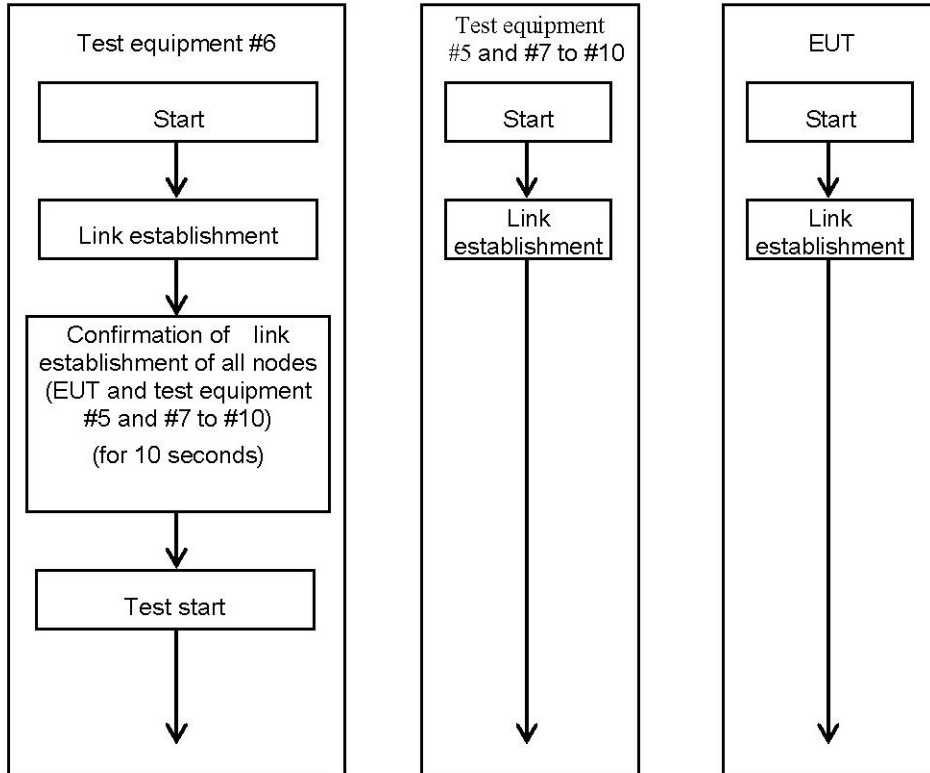 Test equipment #6
Start
Link establishment
Confirmation of link
establishment of all nodes
(EUT and test equipment
#5 and #7 to #10)
(for 10 seconds)
Test start
Test equipment
#5 and #7 to #10
Start
Link
establishment
EUT
Start
Link
establishment